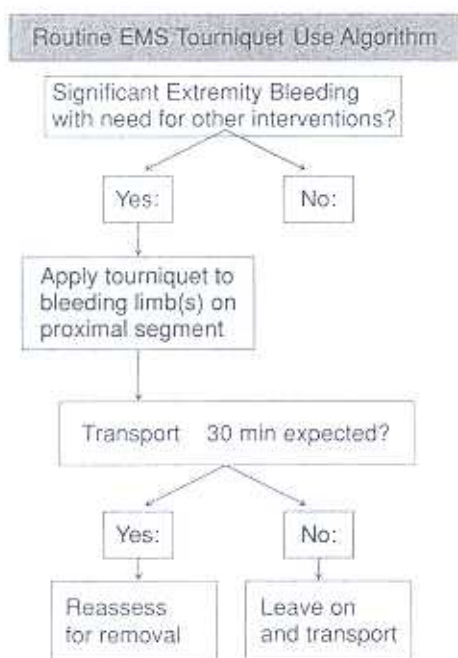 Routine EMS Tourniquet Use Algorithm
Significant Extremity Bleeding
with need for other interventions?
Yes:
No:
Apply tourniquet to
bleeding limb(s) on
proximal segment
Transport 30 min expected?
Yes:
No:
Reassess
for removal
Leave on
and transport